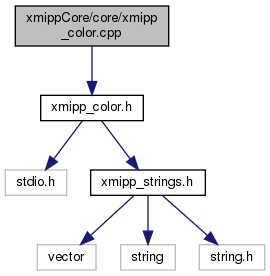 xmippCore/core/xmipp
_color.cpp
xmipp_color.h
stdio.h
xmipp_strings.h
vector
string
string.h